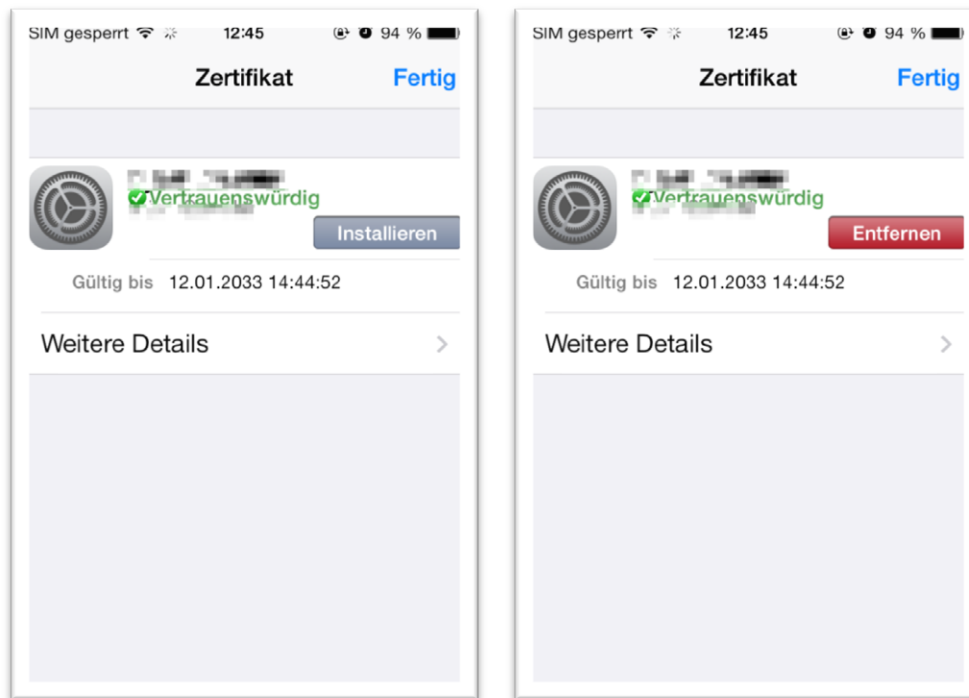 SIM gesperrt 12:45 94 %
Zertifikat Fertig
Vertrauenswürdig
Installieren
Gültig bis 12.01.2033 14:44:52
Weitere Details
SIM gesperrt 12:45 94 %
Zertifikat Fertig
Vertrauenswürdig
Entfernen
Gültig bis 12.01.2033 14:44:52
Weitere Details